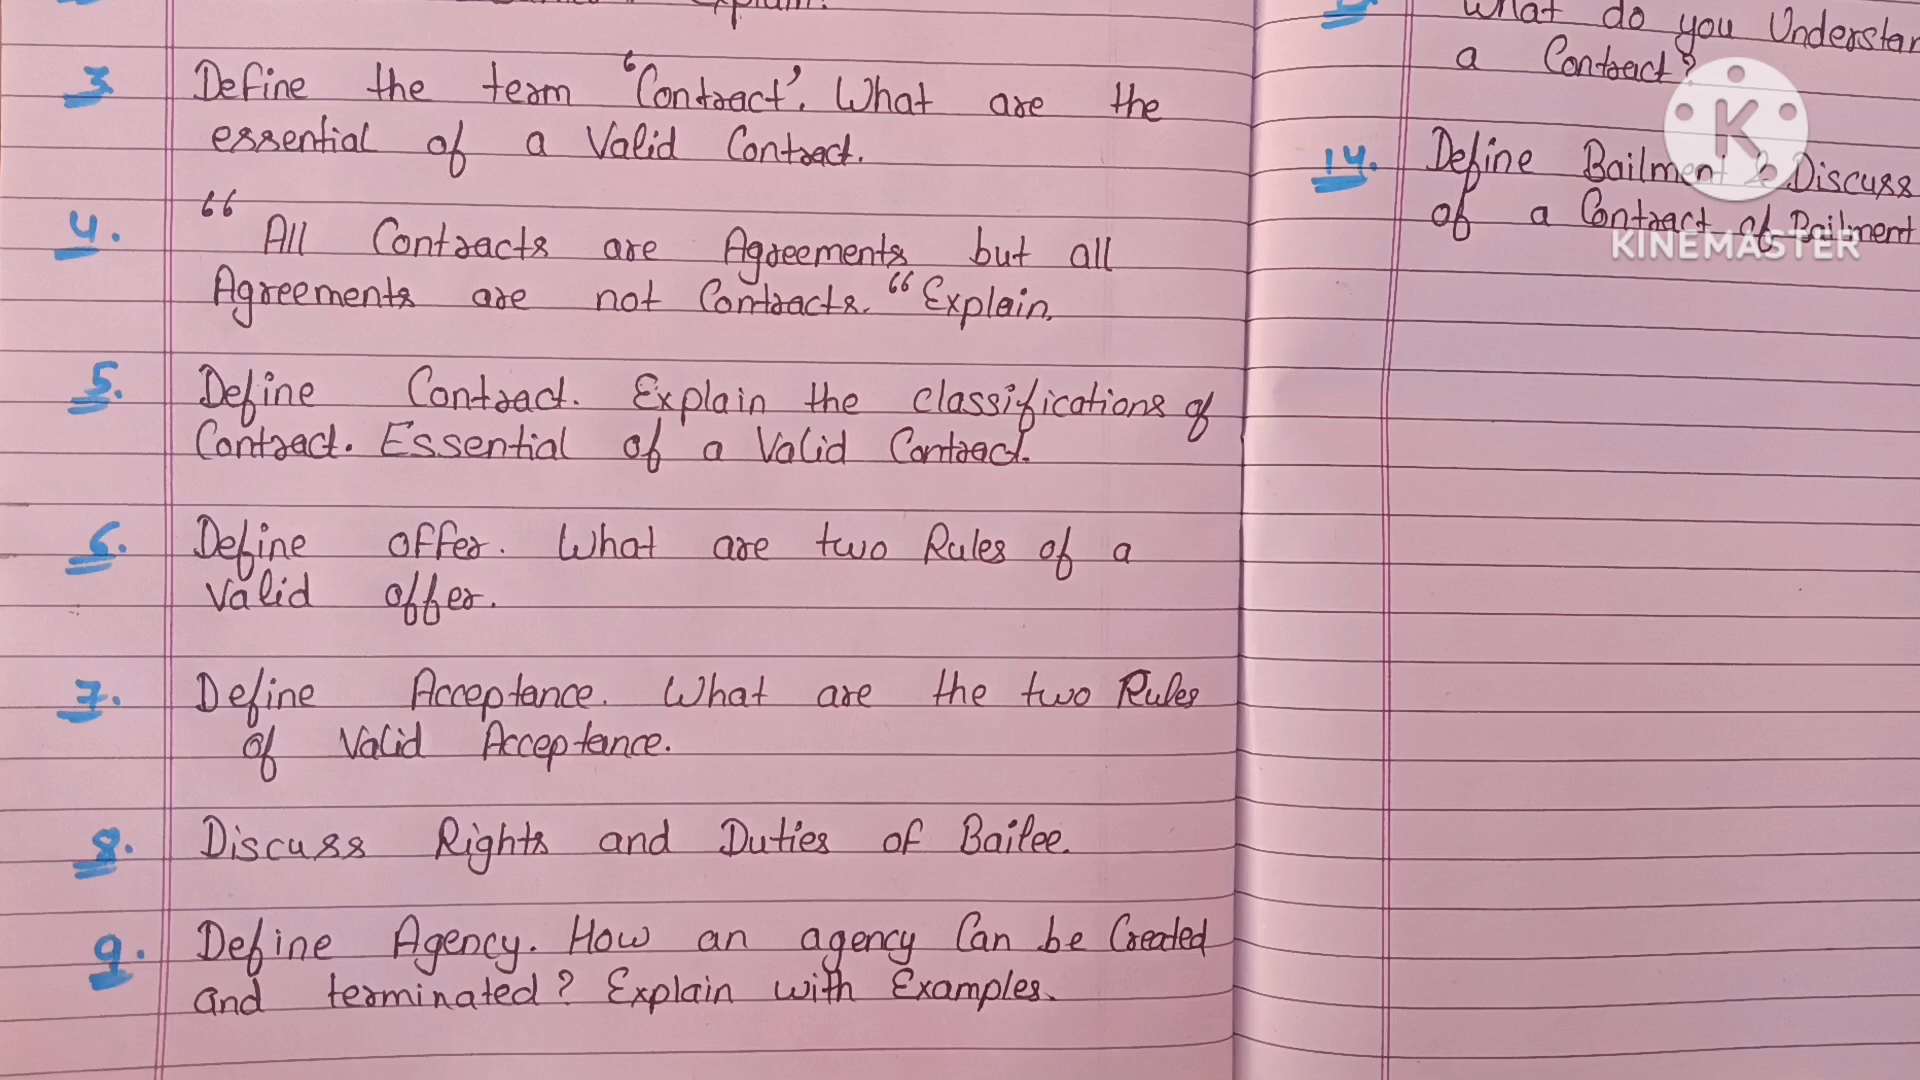 Explain.
3 Define the term 'Contract'. What are the
essential of a Valid Contract.
4. “ All Contracts are Agreements but all
Agreements are not Contracts. “ Explain.
5. Define Contract. Explain the classifications of
Contract. Essential of a Valid Contract.
6. Define offer. What are two Rules of a
Valid offer.
7. Define Acceptance. What are the two Rules
of Valid Acceptance.
8. Discuss Rights and Duties of Bailee.
9. Define Agency. How an agency Can be Created
and terminated? Explain with Examples.
What do you Understan
a Contract?
14. Define Bailment & Discuss
of a Contract of Bailment
K
KINEMASTER